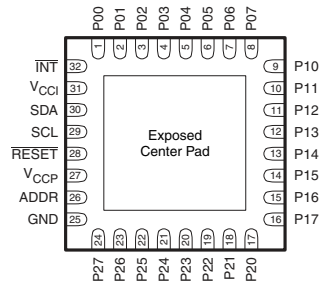 P00 P01 P02 P03 P04 P05 P06 P07
1 2 3 4 5 6 7 8
INT 32 9 P10
VCCI 31 10 P11
SDA 30 11 P12
SCL 29 12 P13
RESET 28 13 P14
VCCP 27 14 P15
ADDR 26 15 P16
GND 25 16 P17
Exposed
Center Pad
24 23 22 21 20 19 18 17
P27 P26 P25 P24 P23 P22 P21 P20